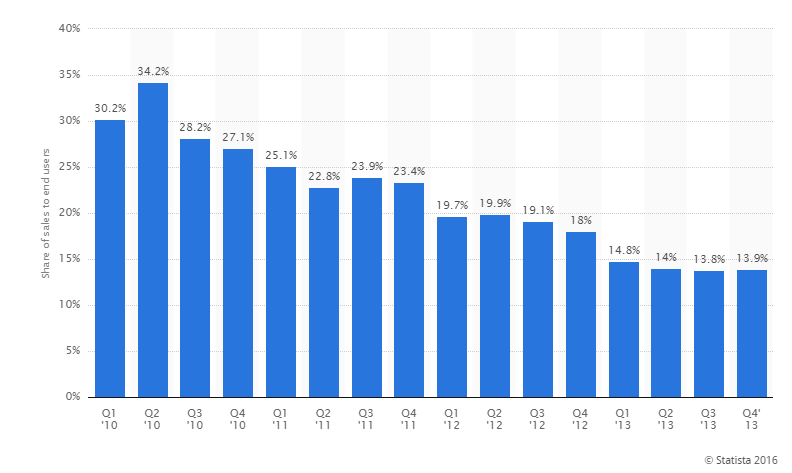 40%
35%
30%
25%
20%
15%
10%
5%
0%
Share of sales to end users
30.2%
34.2%
28.2%
27.1%
25.1%
22.8%
23.9%
23.4%
19.7%
19.9%
19.1%
18%
14.8%
14%
13.8%
13.9%
Q1
'10
Q2
'10
Q3
'10
Q4
'10
Q1
'11
Q2
'11
Q3
'11
Q4
'11
Q1
'12
Q2
'12
Q3
'12
Q4
'12
Q1
'13
Q2
'13
Q3
'13
Q4'
13
© Statista 2016